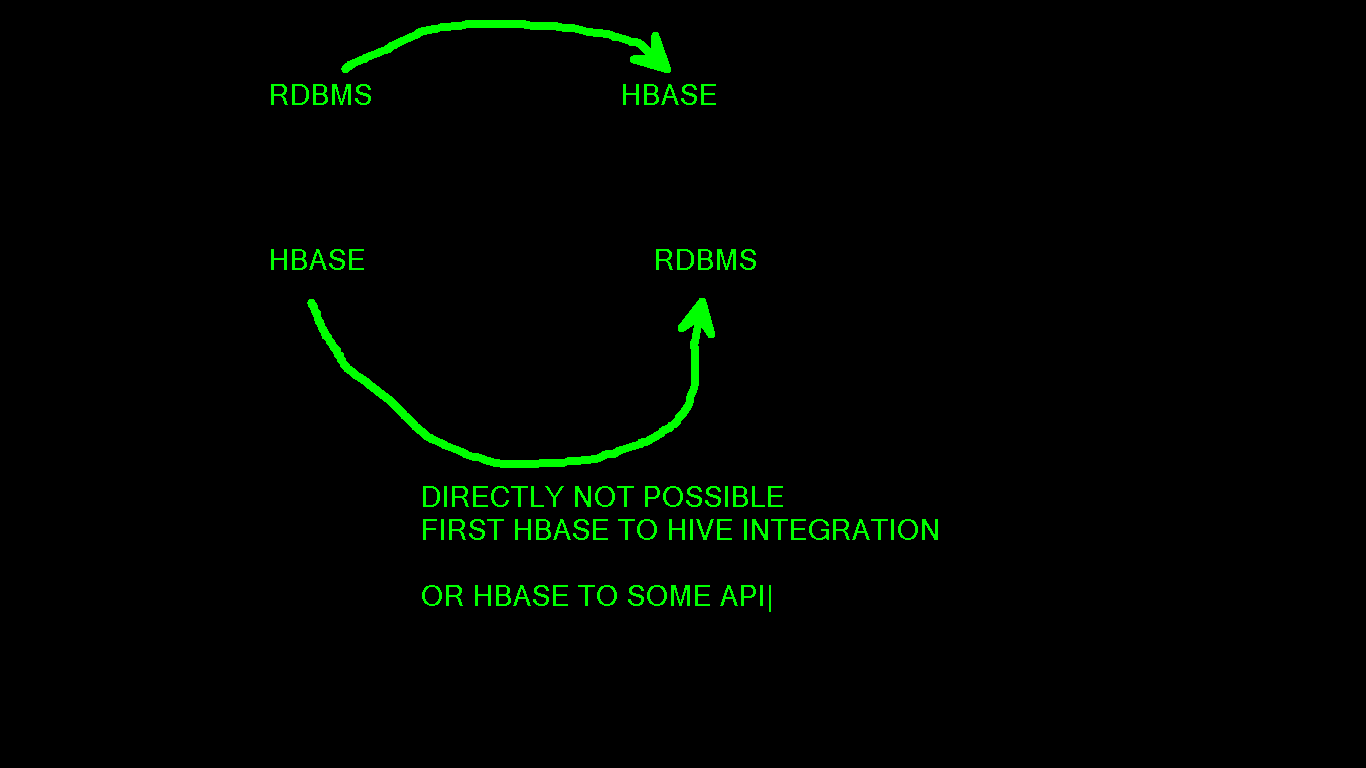 RDBMS HBASE
HBASE RDBMS
DIRECTLY NOT POSSIBLE
FIRST HBASE TO HIVE INTEGRATION
OR HBASE TO SOME API